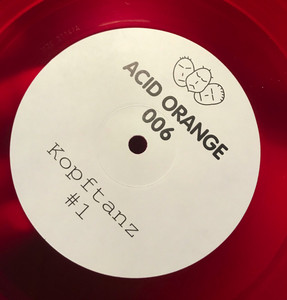 ACID ORANGE
006
Kopftanz
#1